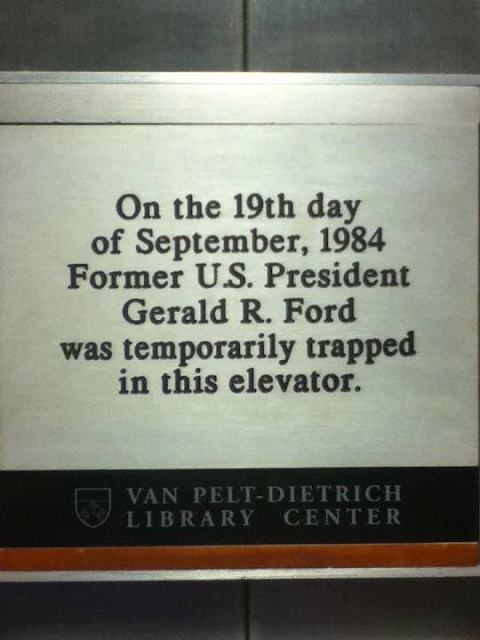 On the 19th day
of September, 1984
Former U.S. President
Gerald R. Ford
was temporarily trapped
in this elevator.
VAN PELT-DIETRICH
LIBRARY CENTER